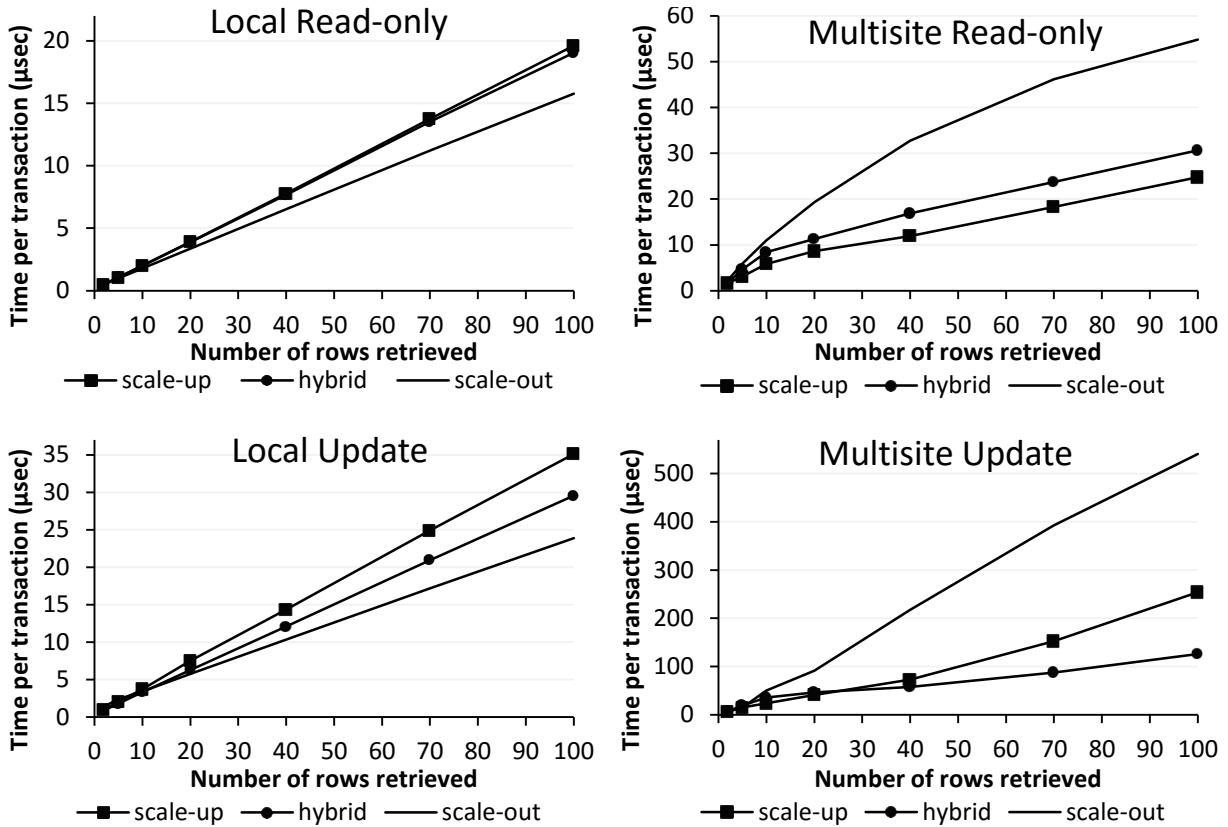 Local Read-only
Time per transaction (µsec)
20
15
10
5
0
0 10 20 30 40 50 60 70 80 90 100
Number of rows retrieved
scale-up hybrid scale-out
Multisite Read-only
Time per transaction (µsec)
60
50
40
30
20
10
0
0 10 20 30 40 50 60 70 80 90 100
Number of rows retrieved
scale-up hybrid scale-out
Local Update
Time per transaction (µsec)
35
30
25
20
15
10
5
0
0 10 20 30 40 50 60 70 80 90 100
Number of rows retrieved
scale-up hybrid scale-out
Multisite Update
Time per transaction (µsec)
500
400
300
200
100
0
0 10 20 30 40 50 60 70 80 90 100
Number of rows retrieved
scale-up hybrid scale-out